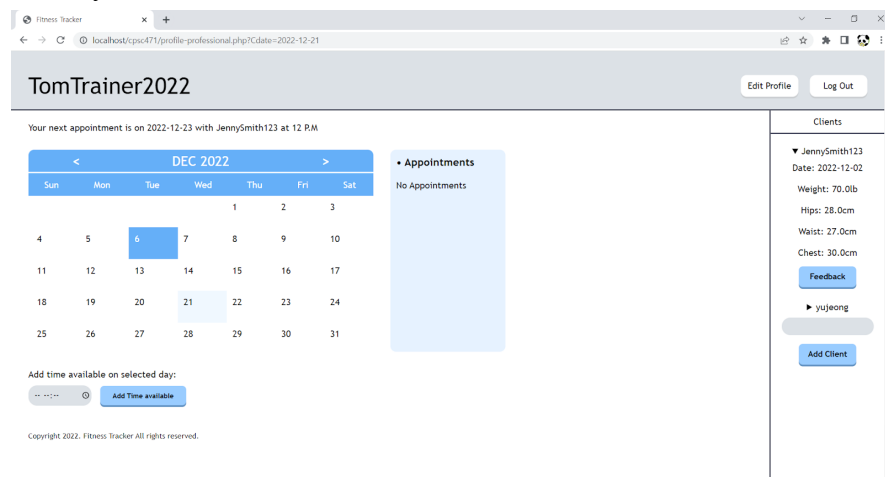 Fitness Tracker
localhost/cpsc471/profile-professional.php?Cdate=2022-12-21
TomTrainer2022
Edit Profile
Log Out
Your next appointment is on 2022-12-23 with JennySmith123 at 12 P.M
< DEC 2022 >
Sun Mon Tue Wed Thu Fri Sat
1 2 3
4 5 6 7 8 9 10
11 12 13 14 15 16 17
18 19 20 21 22 23 24
25 26 27 28 29 30 31
• Appointments
No Appointments
Add time available on selected day:
-- --:--
Add Time available
Copyright 2022. Fitness Tracker All rights reserved.
Clients
▼ JennySmith123
Date: 2022-12-02
Weight: 70.0lb
Hips: 28.0cm
Waist: 27.0cm
Chest: 30.0cm
Feedback
► yujeong
Add Client